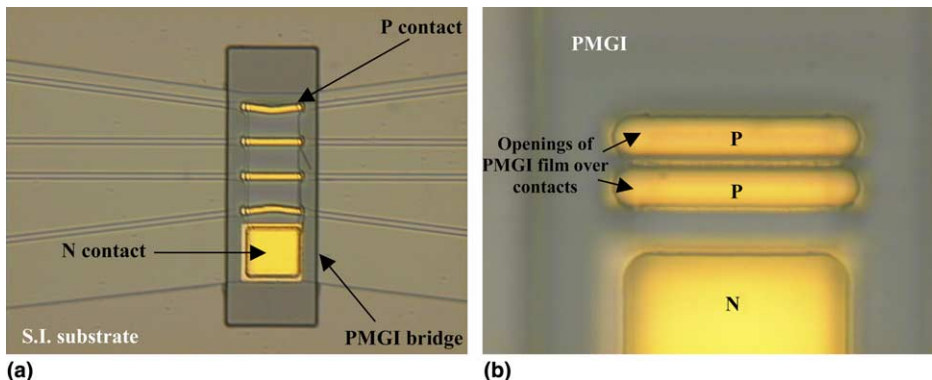 P contact
N contact
S.I. substrate
PMGI bridge
(a)
PMGI
Openings of
PMGI film over
contacts
P
P
N
(b)